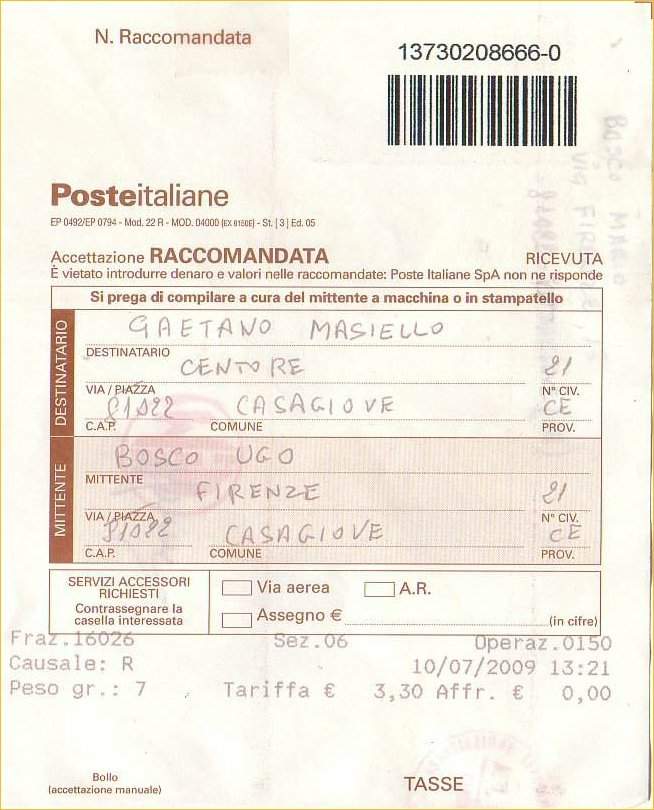 N. Raccomandata
13730208666-0
Posteitaliane
EP 0492/EP 0794 - Mod. 22 R - MOD. 04000 (EX 8150E) - St. [3] Ed. 05
Accettazione RACCOMANDATA RICEVUTA
È vietato introdurre denaro e valori nelle raccomandate: Poste Italiane SpA non ne risponde
Si prega di compilare a cura del mittente a macchina o in stampatello
DESTINATARIO
GAETANO MASIELLO
DESTINATARIO
CENTORE 21
VIA / PIAZZA N° CIV.
81022 CASAGIOVE CE
C.A.P. COMUNE PROV.
MITTENTE
BOSCO UGO
MITTENTE
FIRENZE 21
VIA / PIAZZA N° CIV.
81022 CASAGIOVE CE
C.A.P. COMUNE PROV.
SERVIZI ACCESSORI
RICHIESTI
Contrassegnare la
casella interessata
Via aerea A.R.
Assegno € (in cifre)
Fraz.16026 Sez.06 Operaz.0150
Causale: R 10/07/2009 13:21
Peso gr.: 7 Tariffa € 3,30 Affr. € 0,00
Bollo
(accettazione manuale)
TASSE